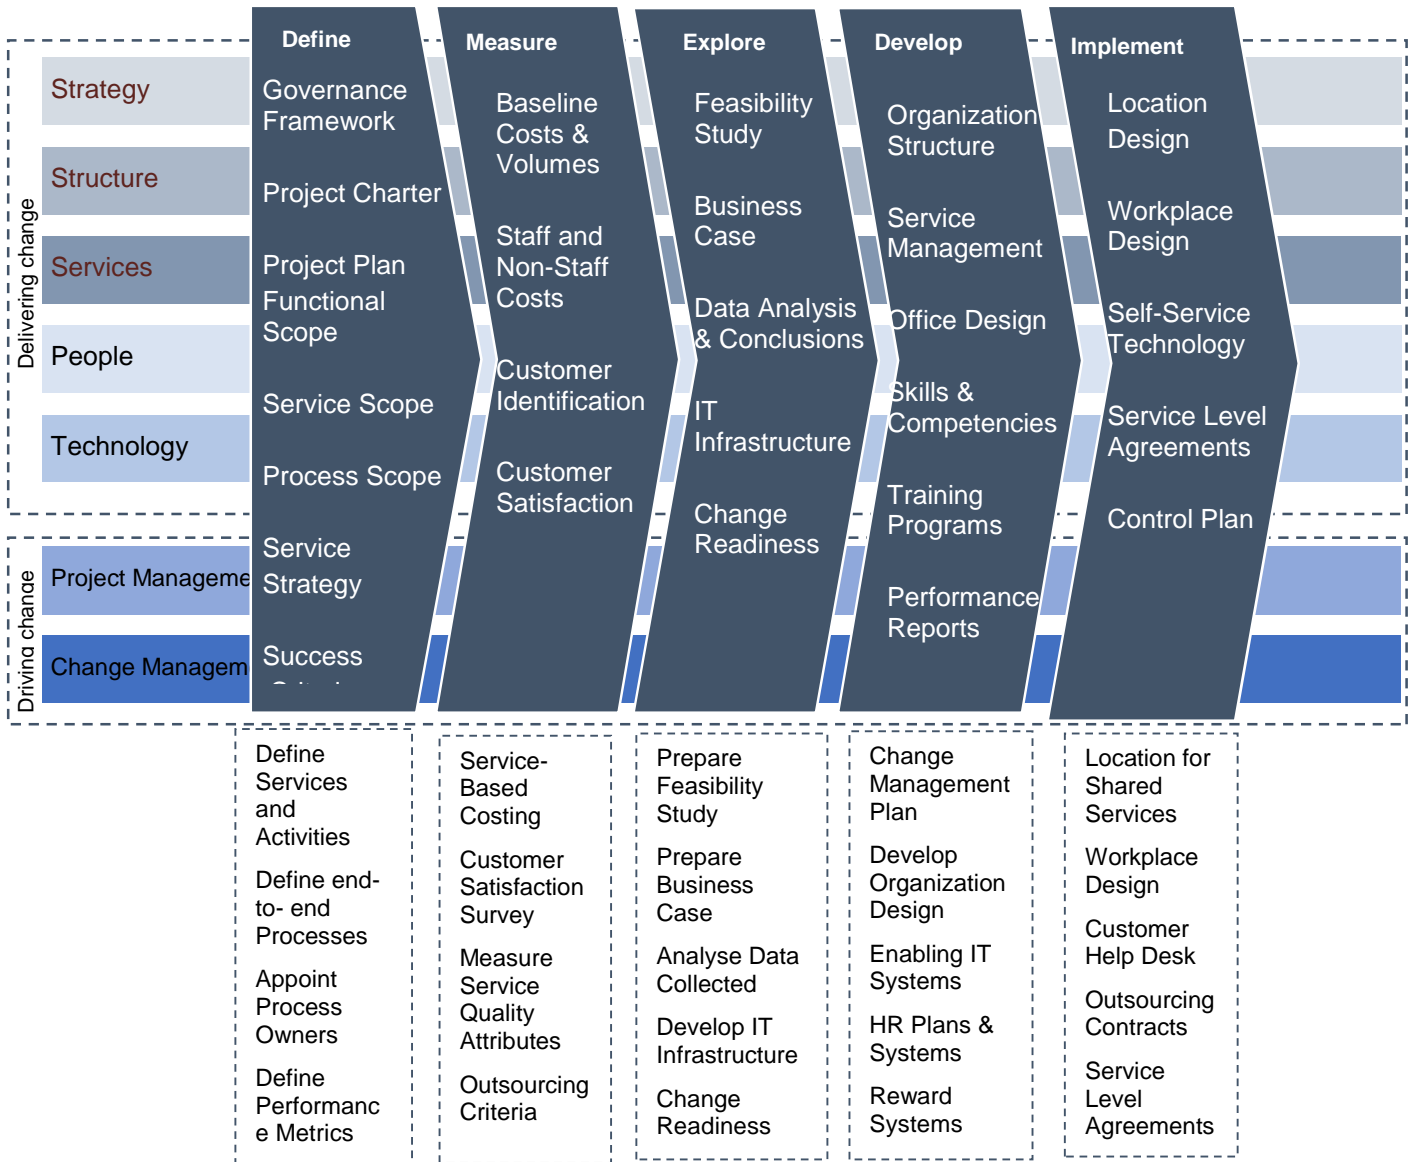 Define
Measure
Explore
Develop
Implement
Delivering change
Strategy
Structure
Services
People
Technology
Driving change
Project Manageme
Change Managem
Governance
Framework
Project Charter
Project Plan
Functional
Scope
Service Scope
Process Scope
Service
Strategy
Success
Baseline
Costs &
Volumes
Staff and
Non-Staff
Costs
Customer
Identification
Customer
Satisfaction
Feasibility
Study
Business
Case
Data Analysis
& Conclusions
IT
Infrastructure
Change
Readiness
Organization
Structure
Service
Management
Office Design
Skills &
Competencies
Training
Programs
Performance
Reports
Location
Design
Workplace
Design
Self-Service
Technology
Service Level
Agreements
Control Plan
Define
Services
and
Activities
Define end-
to- end
Processes
Appoint
Process
Owners
Define
Performanc
e Metrics
Service-
Based
Costing
Customer
Satisfaction
Survey
Measure
Service
Quality
Attributes
Outsourcing
Criteria
Prepare
Feasibility
Study
Prepare
Business
Case
Analyse Data
Collected
Develop IT
Infrastructure
Change
Readiness
Change
Management
Plan
Develop
Organization
Design
Enabling IT
Systems
HR Plans &
Systems
Reward
Systems
Location for
Shared
Services
Workplace
Design
Customer
Help Desk
Outsourcing
Contracts
Service
Level
Agreements